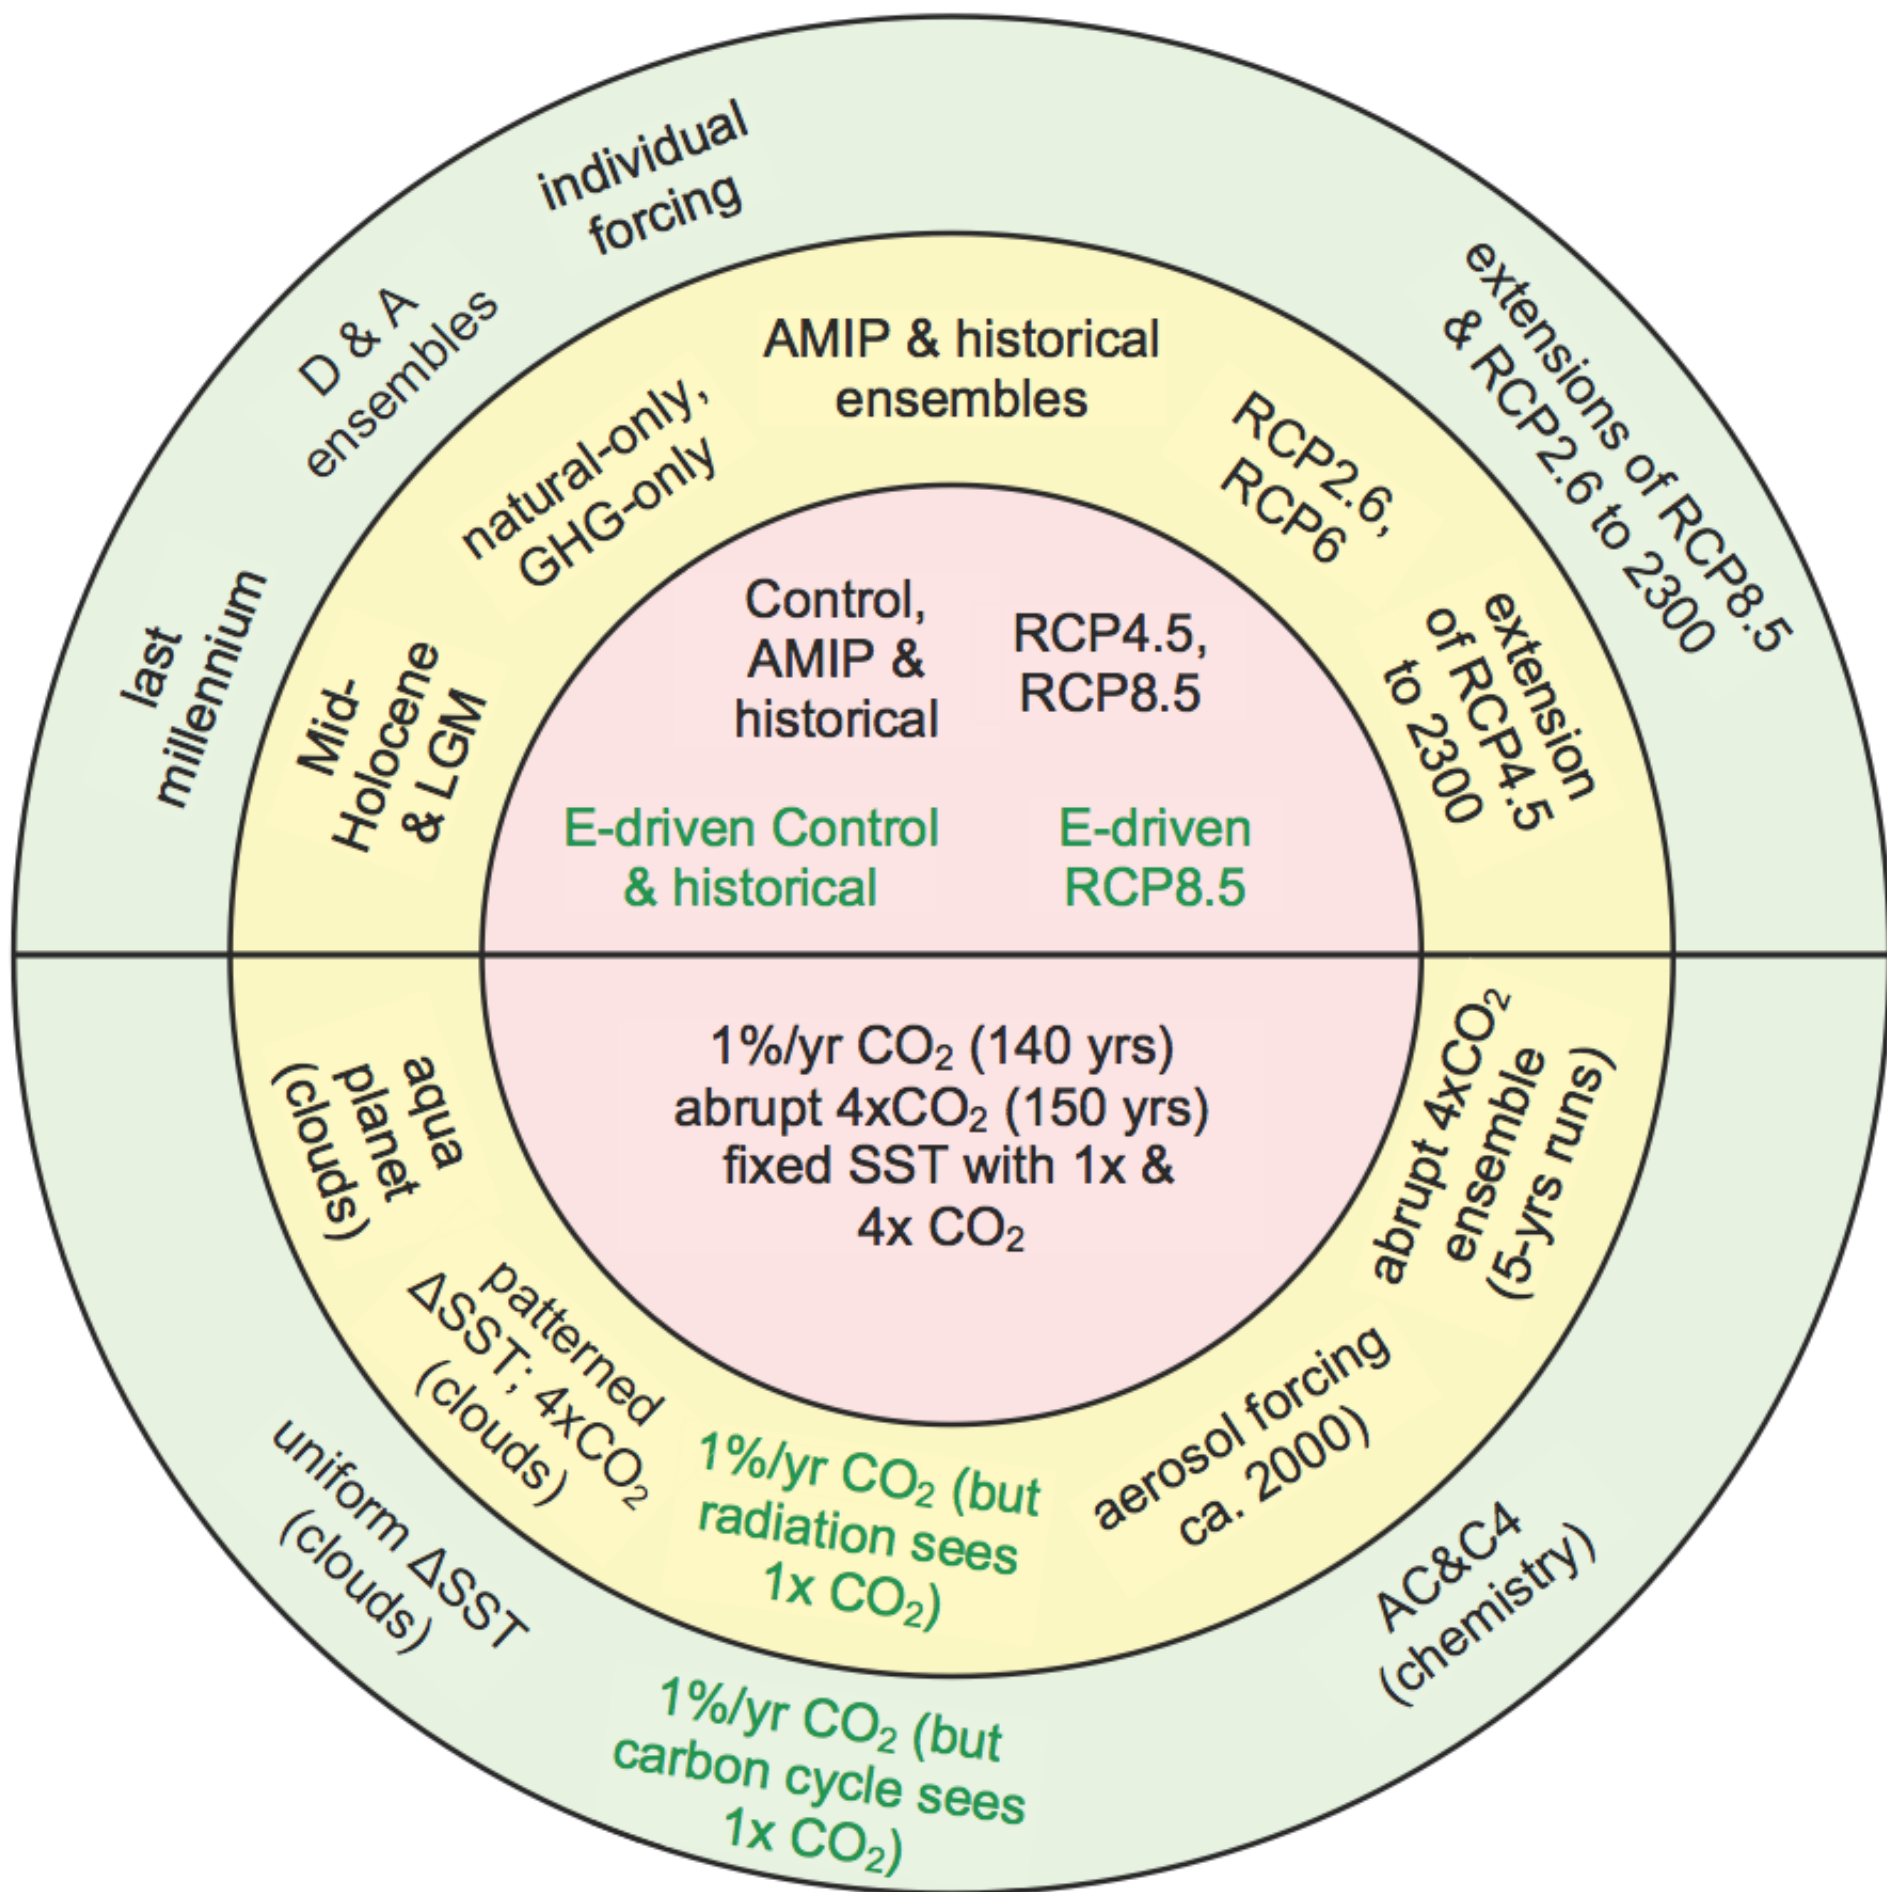 individual
forcing
D & A
ensembles
last
millennium
extensions of RCP8.5
& RCP2.6 to 2300
AMIP & historical
ensembles
natural-only,
GHG-only
Mid-
Holocene
& LGM
RCP2.6,
RCP6
extension
of RCP4.5
to 2300
Control,
AMIP &
historical
RCP4.5,
RCP8.5
E-driven Control
& historical
E-driven
RCP8.5
1%/yr CO₂ (140 yrs)
abrupt 4xCO₂ (150 yrs)
fixed SST with 1x &
4x CO₂
aqua
planet
(clouds)
patterned
ΔSST; 4xCO₂
(clouds)
1%/yr CO₂ (but
radiation sees
1x CO₂)
aerosol forcing
ca. 2000)
abrupt 4xCO₂
ensemble
(5-yrs runs)
uniform ΔSST
(clouds)
1%/yr CO₂ (but
carbon cycle sees
1x CO₂)
AC&C4
(chemistry)